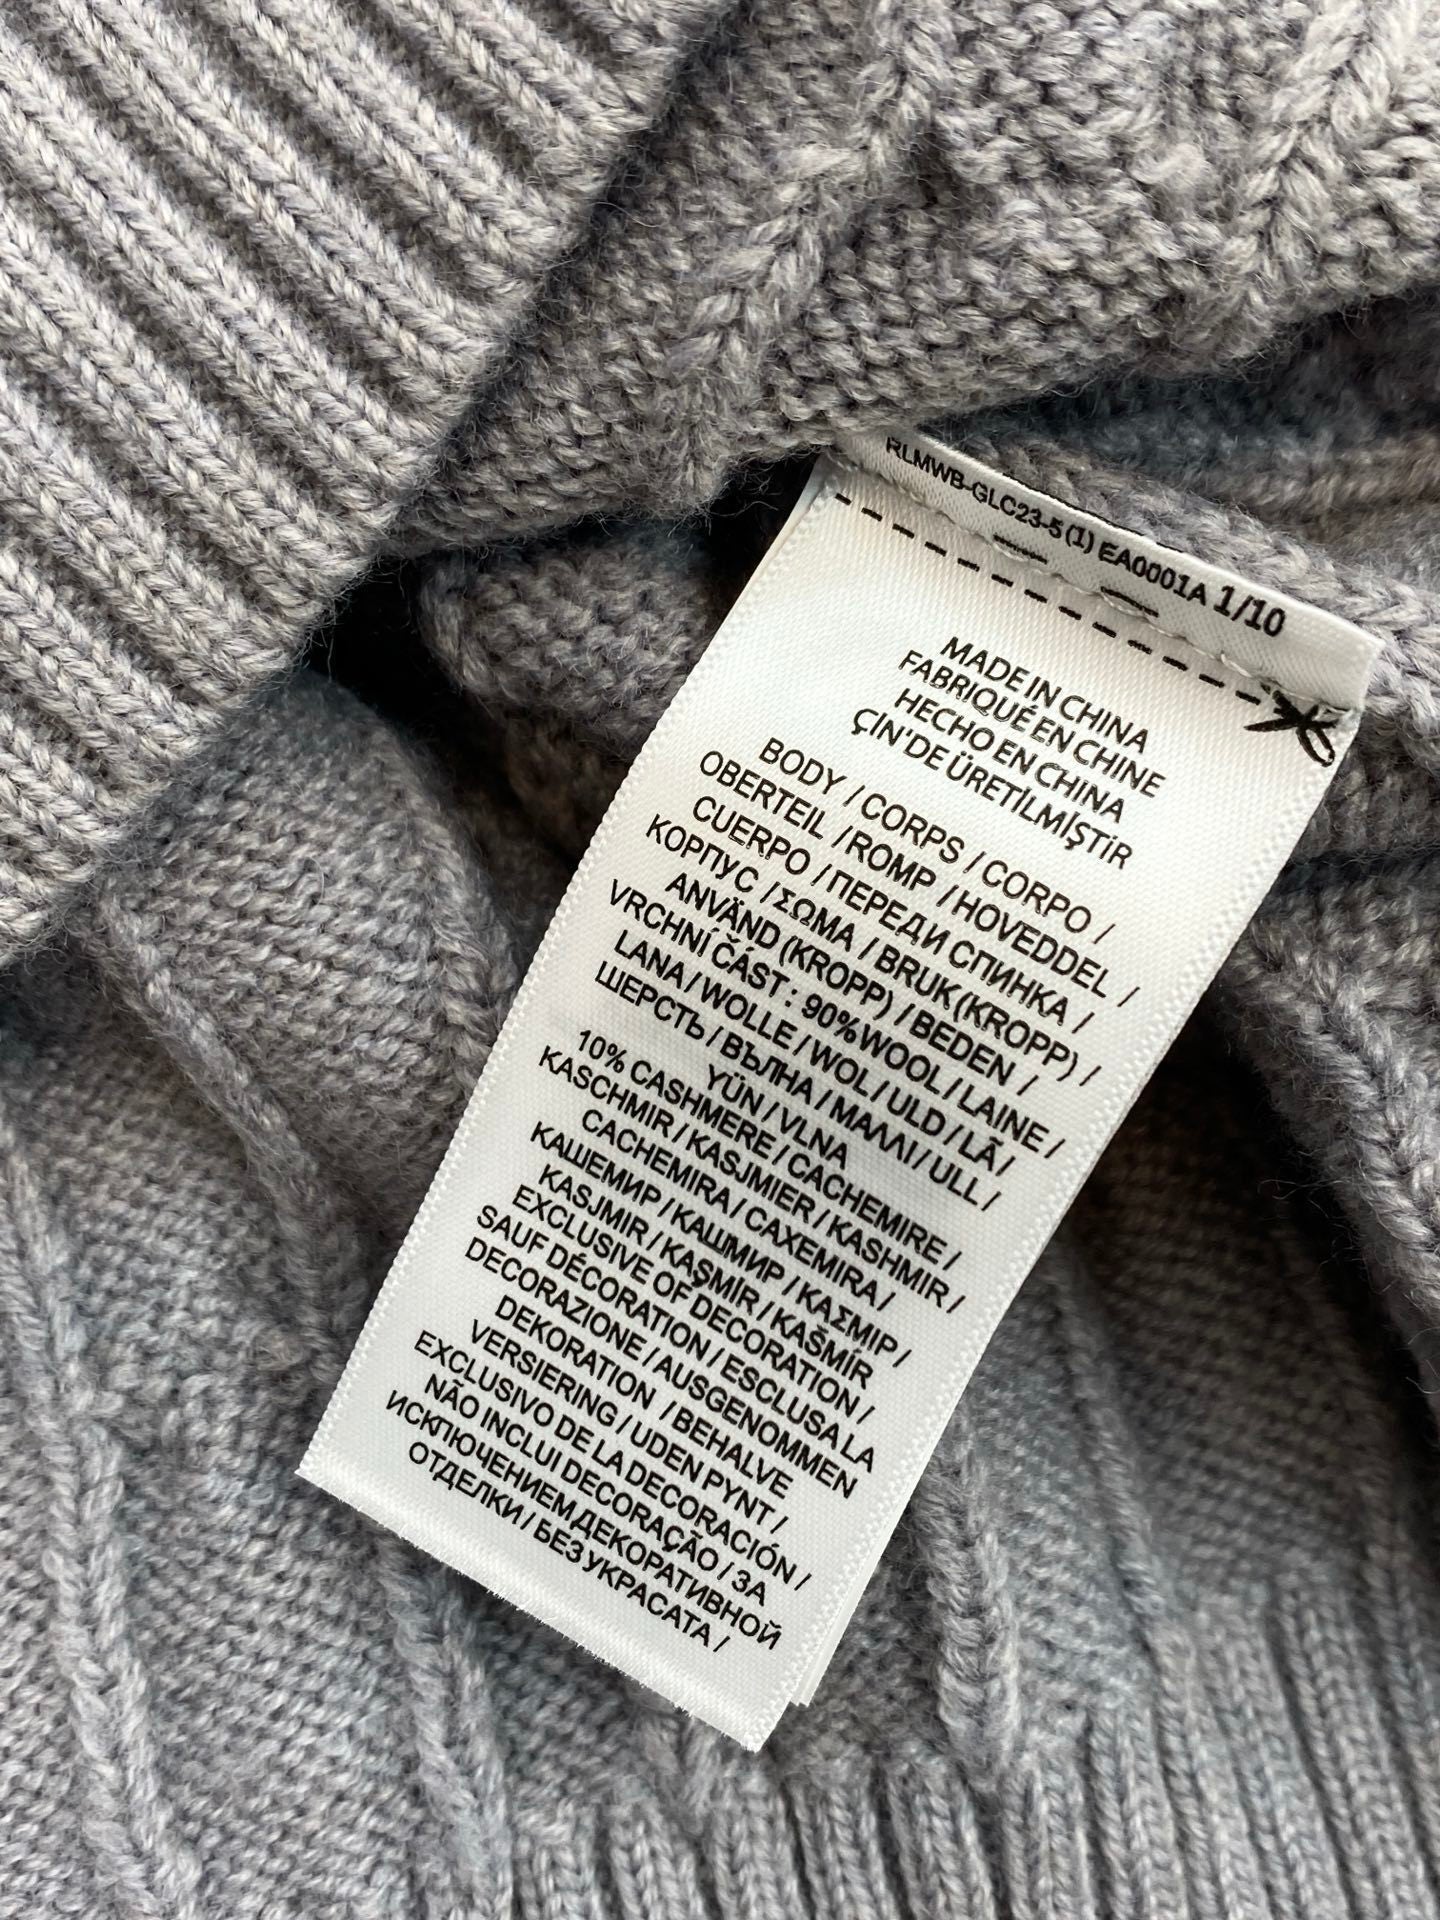 RLMWB-GLC23-5 (1) EA0001A 1/10
MADE IN CHINA
FABRIQUÉ EN CHINE
HECHO EN CHINA
ÇIN'DE ÜRETİLMİŞTİR
BODY / CORPS / CORPO /
OBERTEIL / ROMP / HOVEDDEL /
CUERPO / ПЕРЕДИ СПИНКА /
КОРПУС / ΣΩΜΑ / BRUK (KROPP) /
ANVÄND (KROPP) / BEDEN /
VRCHNÍ ČÁST : 90% WOOL / LAINE /
LANA / WOLLE / WOL / ULD / LÃ /
ШЕРСТЬ / ВЪЛНА / ΜΑΛΛΙ / ULL /
YÜN / VLNA
10% CASHMERE / CACHEMIRE /
KASCHMIR / KASJMIER / KASHMIR /
CACHEMIRA / CAXEMIRA /
КАШЕМИР / КАШМИР / ΚΑΣΜΙΡ /
KASJMIR / KAŞMİR / KAŠMÍR
EXCLUSIVE OF DECORATION /
SAUF DÉCORATION / ESCLUSA LA
DECORAZIONE / AUSGENOMMEN
DEKORATION / BEHALVE
VERSIERING / UDEN PYNT /
EXCLUSIVO DE LA DECORACIÓN /
NÃO INCLUI DECORAÇÃO / ЗА
ИСКЛЮЧЕНИЕМ ДЕКОРАТИВНОЙ
ОТДЕЛКИ / БЕЗ УКРАСАТА /